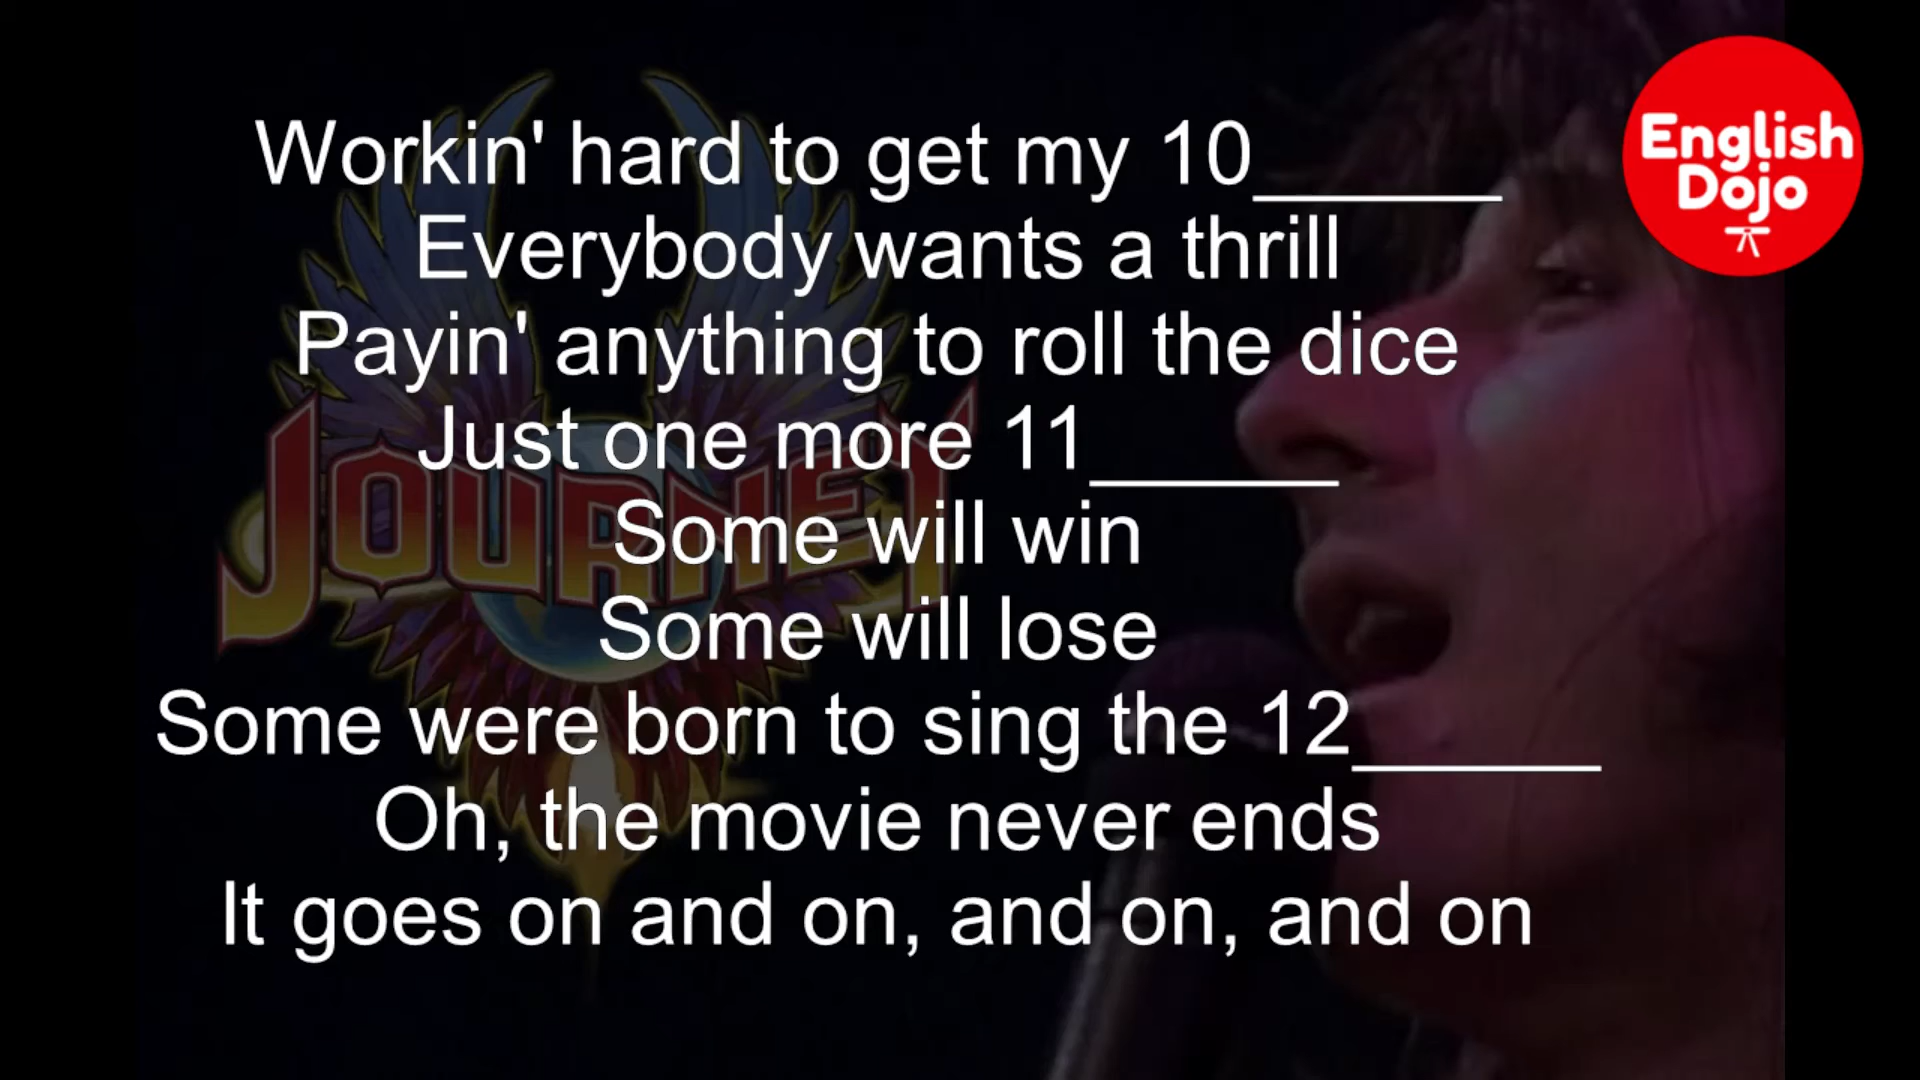 Workin' hard to get my 10______
Everybody wants a thrill
Payin' anything to roll the dice
Just one more 11______
Some will win
Some will lose
Some were born to sing the 12______
Oh, the movie never ends
It goes on and on, and on, and on
English
Dojo
JOURNEY